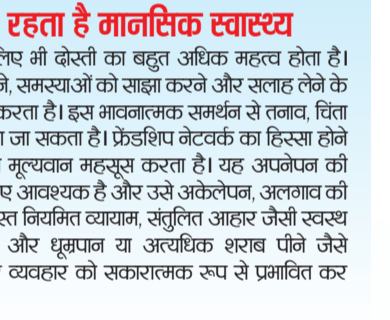 रहता है मानसिक स्वास्थ्य
लिए भी दोस्ती का बहुत अधिक महत्व होता है।
ने, समस्याओं को साझा करने और सलाह लेने के
करता है। इस भावनात्मक समर्थन से तनाव, चिंता
जा सकता है। फ्रेंडशिप नेटवर्क का हिस्सा होने
मूल्यवान महसूस करता है। यह अपनेपन की
ए आवश्यक है और उसे अकेलेपन, अलगाव की
स्त नियमित व्यायाम, संतुलित आहार जैसी स्वस्थ
और धूम्रपान या अत्यधिक शराब पीने जैसे
व्यवहार को सकारात्मक रूप से प्रभावित कर